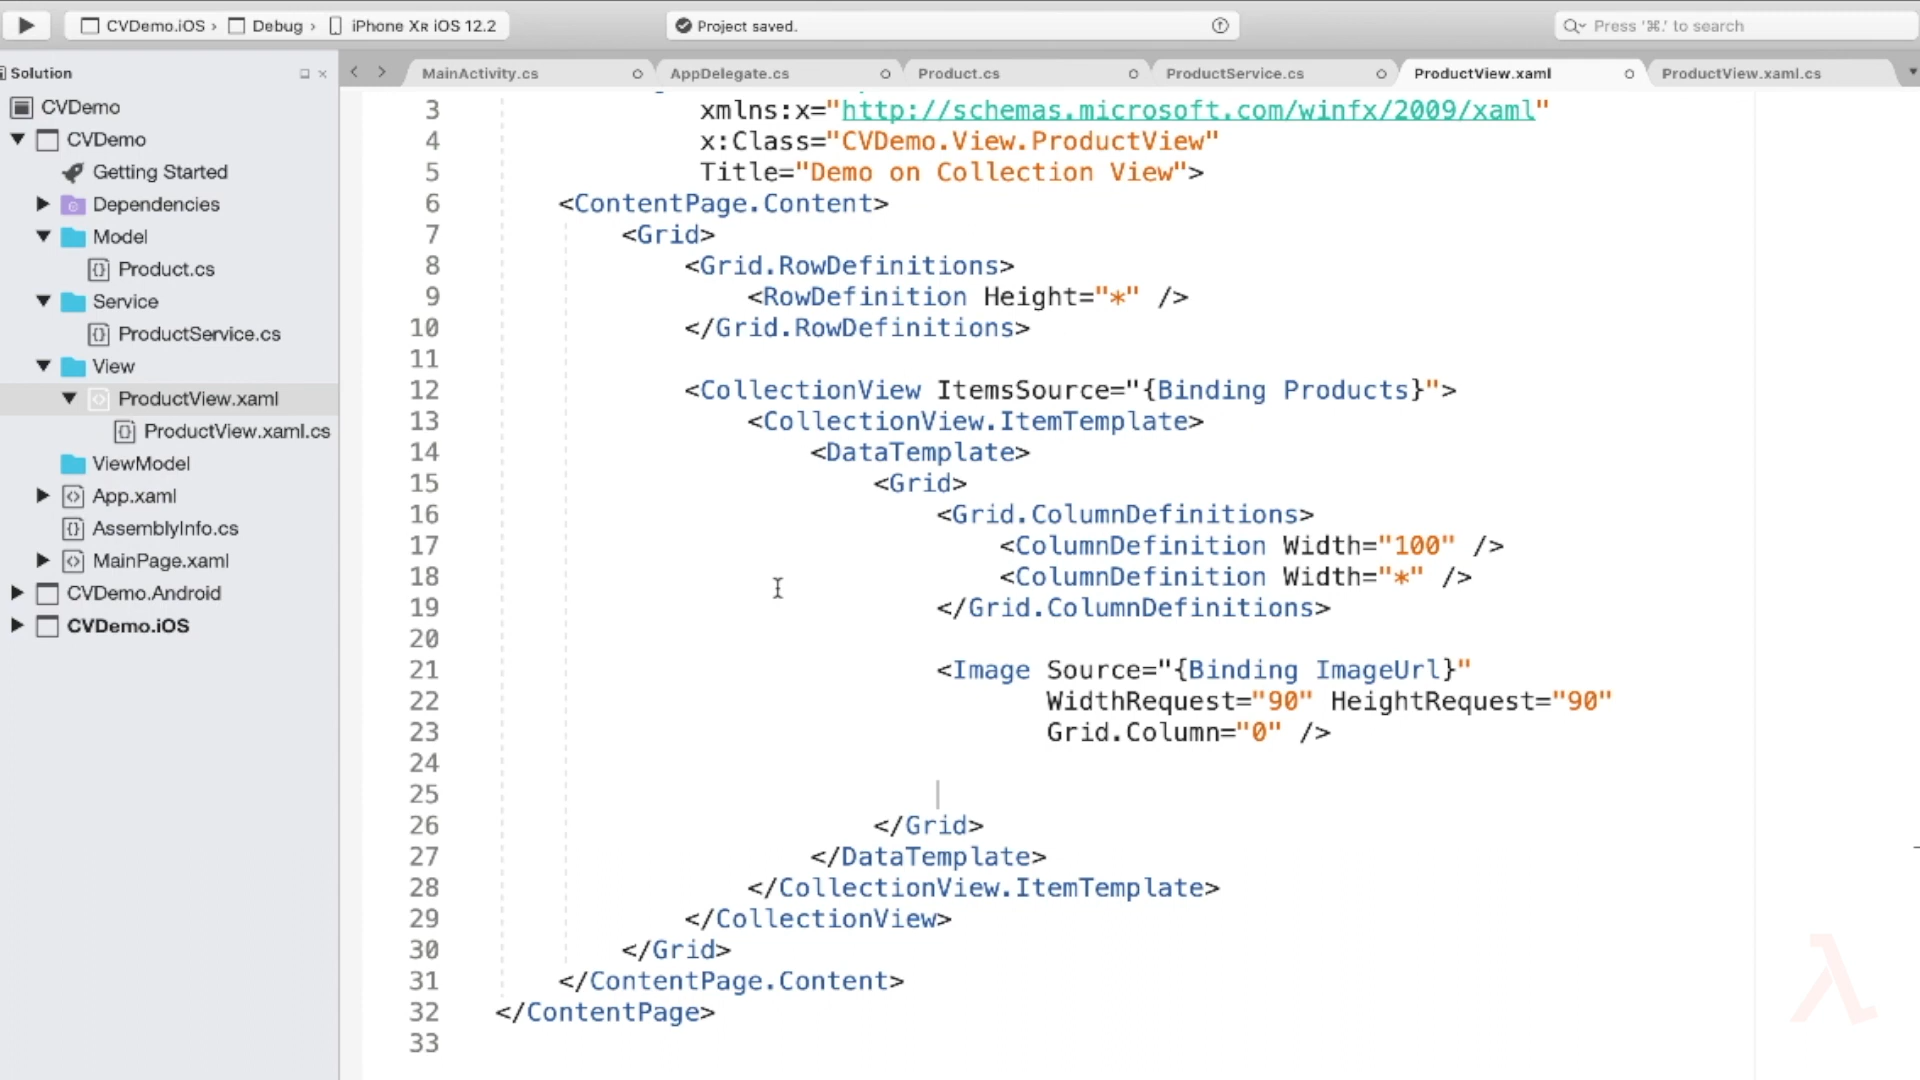 CVDemo.iOS › Debug › iPhone XR iOS 12.2
Project saved.
Press '⌘.' to search
Solution
MainActivity.cs
AppDelegate.cs
Product.cs
ProductService.cs
ProductView.xaml
ProductView.xaml.cs
CVDemo
CVDemo
Getting Started
Dependencies
Model
Product.cs
Service
ProductService.cs
View
ProductView.xaml
ProductView.xaml.cs
ViewModel
App.xaml
AssemblyInfo.cs
MainPage.xaml
CVDemo.Android
CVDemo.iOS
3 xmlns:x="http://schemas.microsoft.com/winfx/2009/xaml"
4 x:Class="CVDemo.View.ProductView"
5 Title="Demo on Collection View">
6 <ContentPage.Content>
7 <Grid>
8 <Grid.RowDefinitions>
9 <RowDefinition Height="*" />
10 </Grid.RowDefinitions>
11
12 <CollectionView ItemsSource="{Binding Products}">
13 <CollectionView.ItemTemplate>
14 <DataTemplate>
15 <Grid>
16 <Grid.ColumnDefinitions>
17 <ColumnDefinition Width="100" />
18 <ColumnDefinition Width="*" />
19 </Grid.ColumnDefinitions>
20
21 <Image Source="{Binding ImageUrl}"
22 WidthRequest="90" HeightRequest="90"
23 Grid.Column="0" />
24
25
26 </Grid>
27 </DataTemplate>
28 </CollectionView.ItemTemplate>
29 </CollectionView>
30 </Grid>
31 </ContentPage.Content>
32 </ContentPage>
33
λ